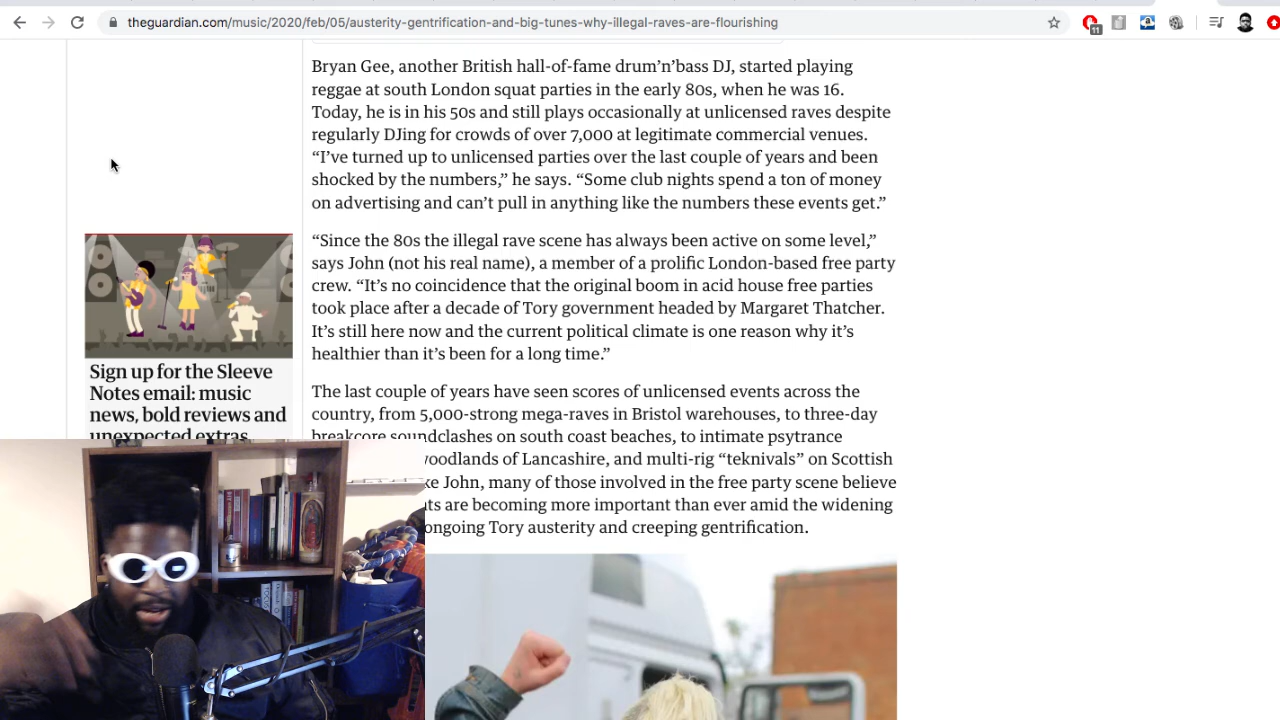 theguardian.com/music/2020/feb/05/austerity-gentrification-and-big-tunes-why-illegal-raves-are-flourishing
11
Bryan Gee, another British hall-of-fame drum’n’bass DJ, started playing
reggae at south London squat parties in the early 80s, when he was 16.
Today, he is in his 50s and still plays occasionally at unlicensed raves despite
regularly DJing for crowds of over 7,000 at legitimate commercial venues.
“I’ve turned up to unlicensed parties over the last couple of years and been
shocked by the numbers,” he says. “Some club nights spend a ton of money
on advertising and can’t pull in anything like the numbers these events get.”
“Since the 80s the illegal rave scene has always been active on some level,”
says John (not his real name), a member of a prolific London-based free party
crew. “It’s no coincidence that the original boom in acid house free parties
took place after a decade of Tory government headed by Margaret Thatcher.
It’s still here now and the current political climate is one reason why it’s
healthier than it’s been for a long time.”
The last couple of years have seen scores of unlicensed events across the
country, from 5,000-strong mega-raves in Bristol warehouses, to three-day
breakcore soundclashes on south coast beaches, to intimate psytrance
woodlands of Lancashire, and multi-rig “teknivals” on Scottish
ke John, many of those involved in the free party scene believe
ts are becoming more important than ever amid the widening
ongoing Tory austerity and creeping gentrification.
Sign up for the Sleeve
Notes email: music
news, bold reviews and
unexpected extras